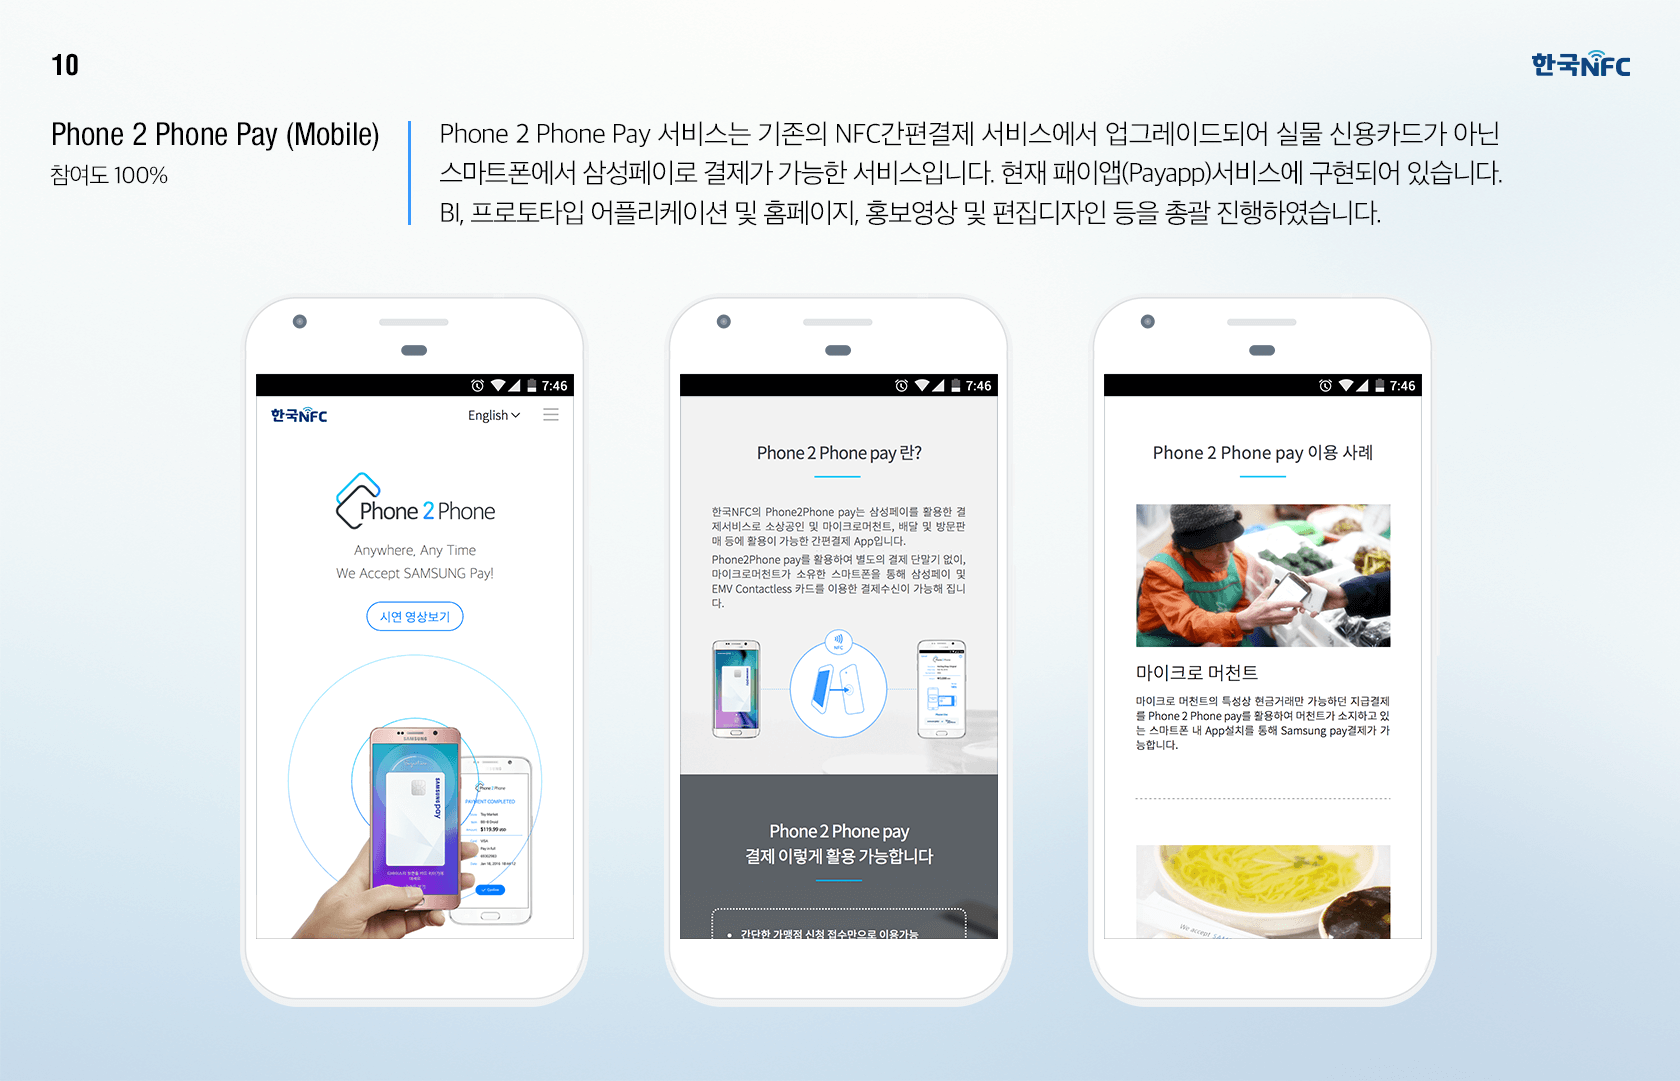 10
한국NFC
Phone 2 Phone Pay (Mobile)
참여도 100%
Phone 2 Phone Pay 서비스는 기존의 NFC간편결제 서비스에서 업그레이드되어 실물 신용카드가 아닌
스마트폰에서 삼성페이로 결제가 가능한 서비스입니다. 현재 페이앱(Payapp)서비스에 구현되어 있습니다.
BI, 프로토타입 어플리케이션 및 홈페이지, 홍보영상 및 편집디자인 등을 총괄 진행하였습니다.
7:46
한국NFC
English
Phone 2 Phone
Anywhere, Any Time
We Accept SAMSUNG Pay!
시연 영상보기
SAMSUNG
SAMSUNG pay
Phone 2 Phone
PAYMENT COMPLETED
Toy Market
BB-8 Droid
$119.99 USD
VISA
Pay in full
Confirm
7:46
Phone 2 Phone pay 란?
한국NFC의 Phone2Phone pay는 삼성페이를 활용한 결
제서비스로 소상공인 및 마이크로머천트, 배달 및 방문판
매 등에 활용이 가능한 간편결제 App입니다.
Phone2Phone pay를 활용하여 별도의 결제 단말기 없이,
마이크로머천트가 소유한 스마트폰을 통해 삼성페이 및
EMV Contactless 카드를 이용한 결제수신이 가능해 집니
다.
NFC
Phone 2 Phone pay
결제 이렇게 활용 가능합니다
• 간단한 가맹점 신청 접수만으로 이용가능
7:46
Phone 2 Phone pay 이용 사례
마이크로 머천트
마이크로 머천트의 특성상 현금거래만 가능하던 지급결제
를 Phone 2 Phone pay를 활용하여 머천트가 소지하고 있
는 스마트폰 내 App설치를 통해 Samsung pay결제가 가
능합니다.
We accept SAM